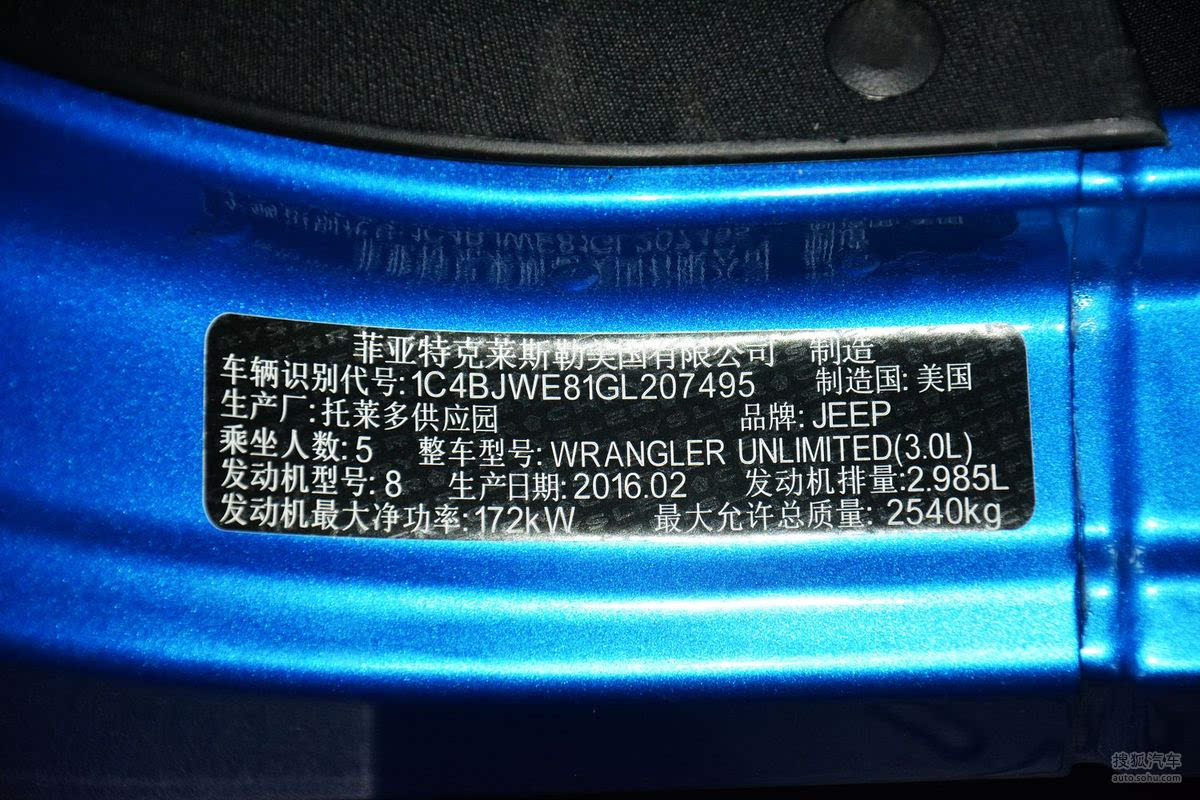 菲亚特克莱斯勒美国有限公司 制造
车辆识别代号: 1C4BJWE81GL207495 制造国: 美国
生产厂: 托莱多供应园 品牌: JEEP
乘坐人数: 5 整车型号: WRANGLER UNLIMITED(3.0L)
发动机型号: 8 生产日期: 2016.02 发动机排量:2.985L
发动机最大净功率: 172kW 最大允许总质量: 2540kg
搜狐汽车
auto.sohu.com